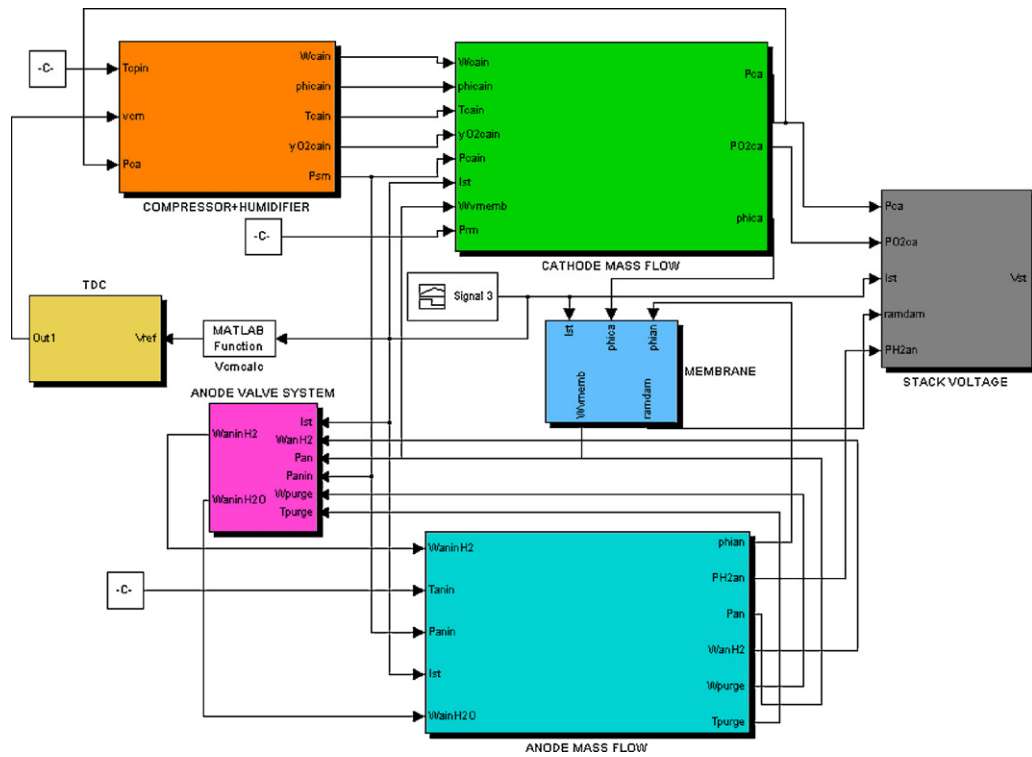 -C-
Tcpin
vcm
Pca
Wcain
phicain
Tcain
yO2cain
Psm
COMPRESSOR+HUMIDIFIER
Wcain
phicain
Tcain
yO2cain
Pcain
Ist
Wvmemb
Prm
Pca
PO2ca
phica
CATHODE MASS FLOW
-C-
Signal 3
TDC
Out1
Vref
MATLAB
Function
Vcmcalc
Ist
phica
phian
Wvmemb
ramdam
MEMBRANE
Pca
PO2ca
Ist
ramdam
PH2an
Vst
STACK VOLTAGE
ANODE VALVE SYSTEM
WaninH2
WaninH2O
Ist
WanH2
Pan
Panin
Wpurge
Tpurge
-C-
WaninH2
Tanin
Panin
Ist
WainH2O
phian
PH2an
Pan
WanH2
Wpurge
Tpurge
ANODE MASS FLOW